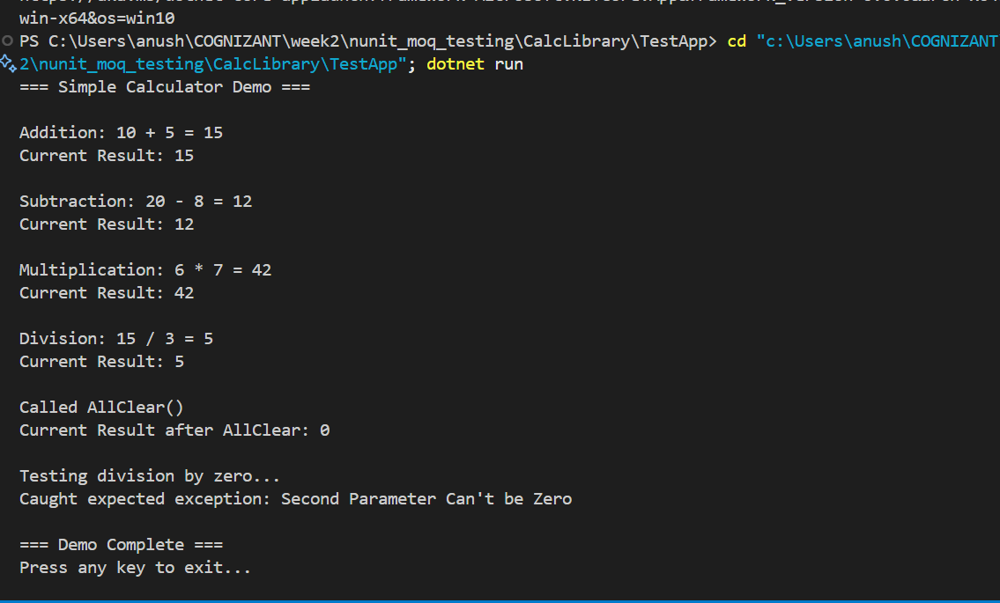 win-x64&os=win10
PS C:\Users\anush\COGNIZANT\week2\nunit_moq_testing\CalcLibrary\TestApp> cd "c:\Users\anush\COGNIZANT
2\nunit_moq_testing\CalcLibrary\TestApp"; dotnet run
=== Simple Calculator Demo ===
Addition: 10 + 5 = 15
Current Result: 15
Subtraction: 20 - 8 = 12
Current Result: 12
Multiplication: 6 * 7 = 42
Current Result: 42
Division: 15 / 3 = 5
Current Result: 5
Called AllClear()
Current Result after AllClear: 0
Testing division by zero...
Caught expected exception: Second Parameter Can't be Zero
=== Demo Complete ===
Press any key to exit...